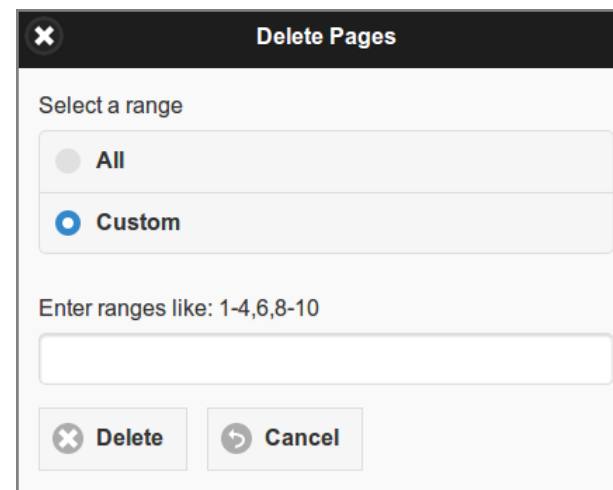 Delete Pages
Select a range
All
Custom
Enter ranges like: 1-4,6,8-10
Delete
Cancel